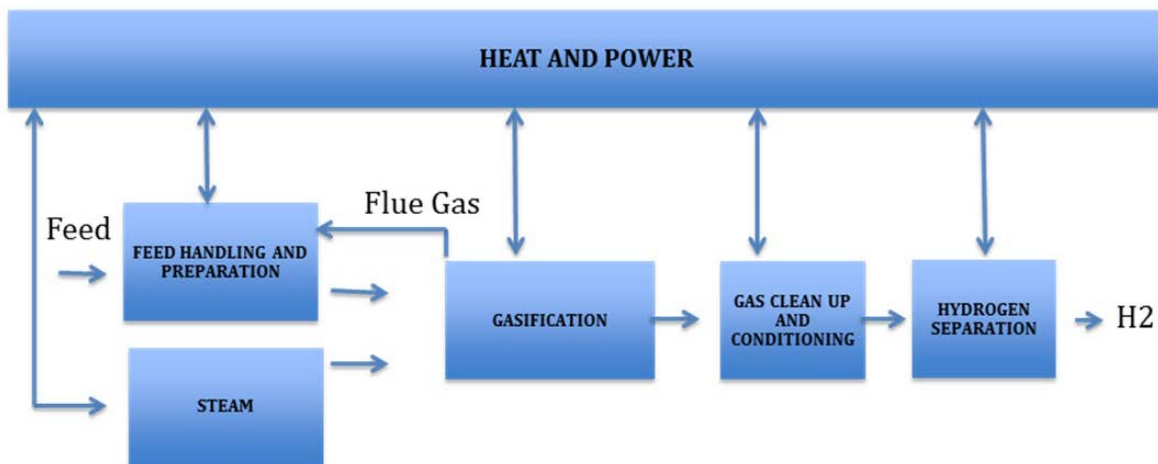 HEAT AND POWER
Flue Gas
Feed
FEED HANDLING AND
PREPARATION
GASIFICATION
GAS CLEAN UP
AND
CONDITIONING
HYDROGEN
SEPARATION
H2
STEAM